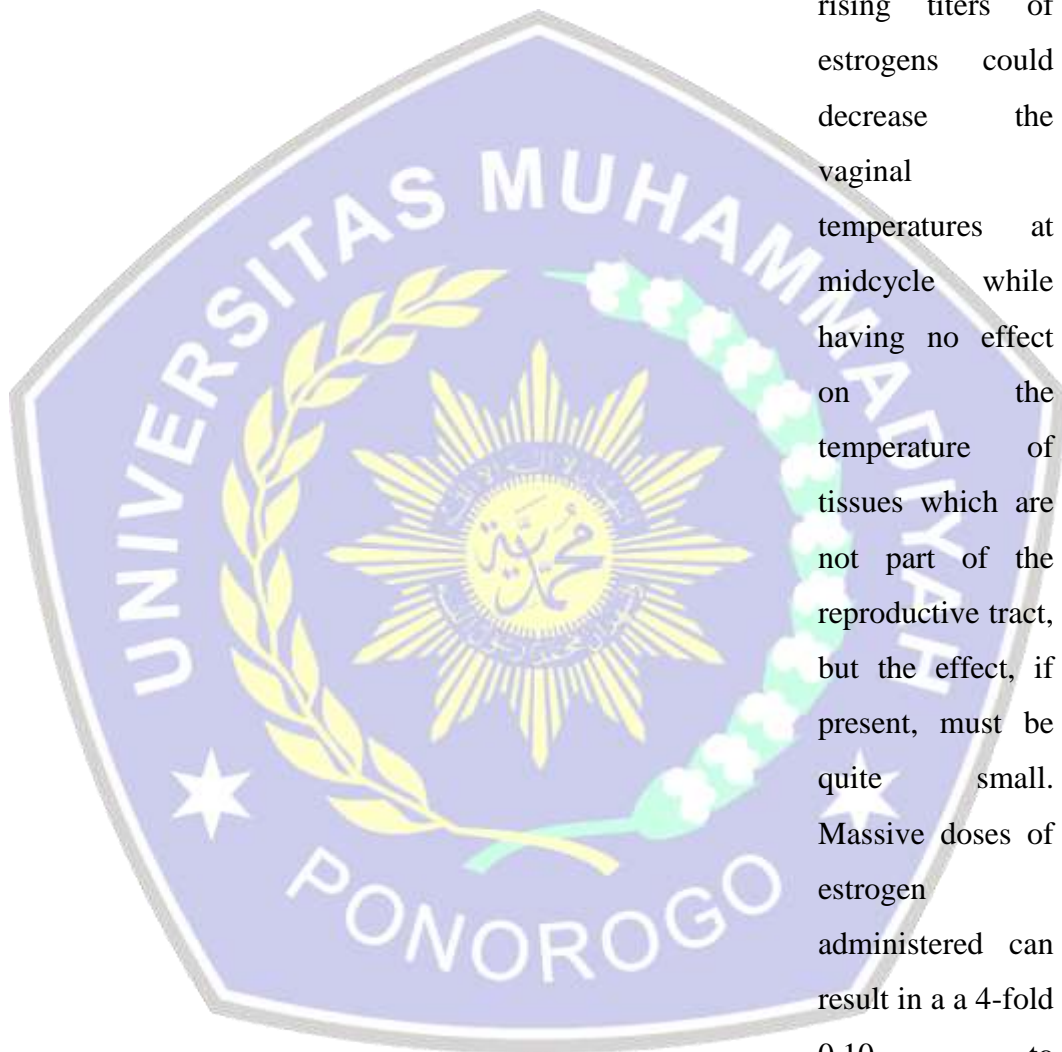 rising titers of
estrogens could
decrease the
vaginal
temperatures at
midcycle while
having no effect
on the
temperature of
tissues which are
not part of the
reproductive tract,
but the effect, if
present, must be
quite small.
Massive doses of
estrogen
administered can
result in a a 4-fold
UNIVERSITAS MUHAMMADIYAH
PONOROGO